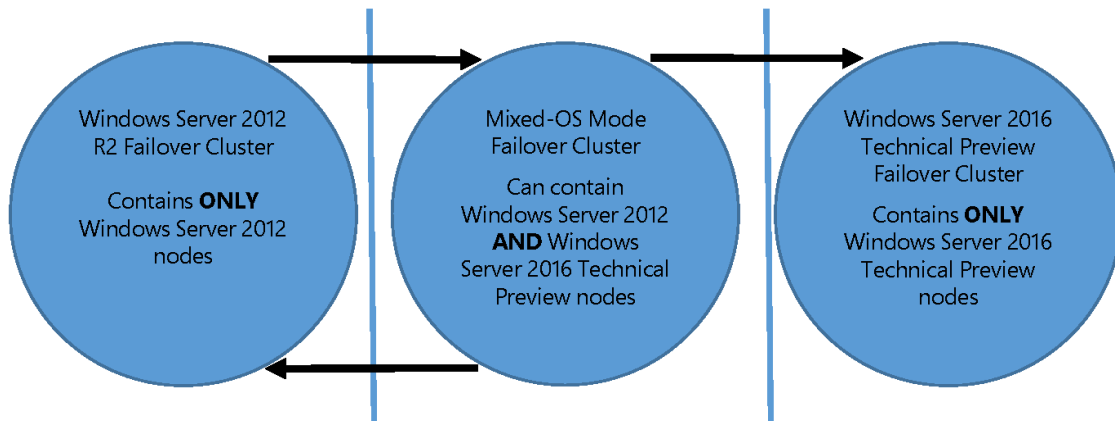 Windows Server 2012
R2 Failover Cluster
Contains ONLY
Windows Server 2012
nodes
Mixed-OS Mode
Failover Cluster
Can contain
Windows Server 2012
AND Windows
Server 2016 Technical
Preview nodes
Windows Server 2016
Technical Preview
Failover Cluster
Contains ONLY
Windows Server 2016
Technical Preview
nodes